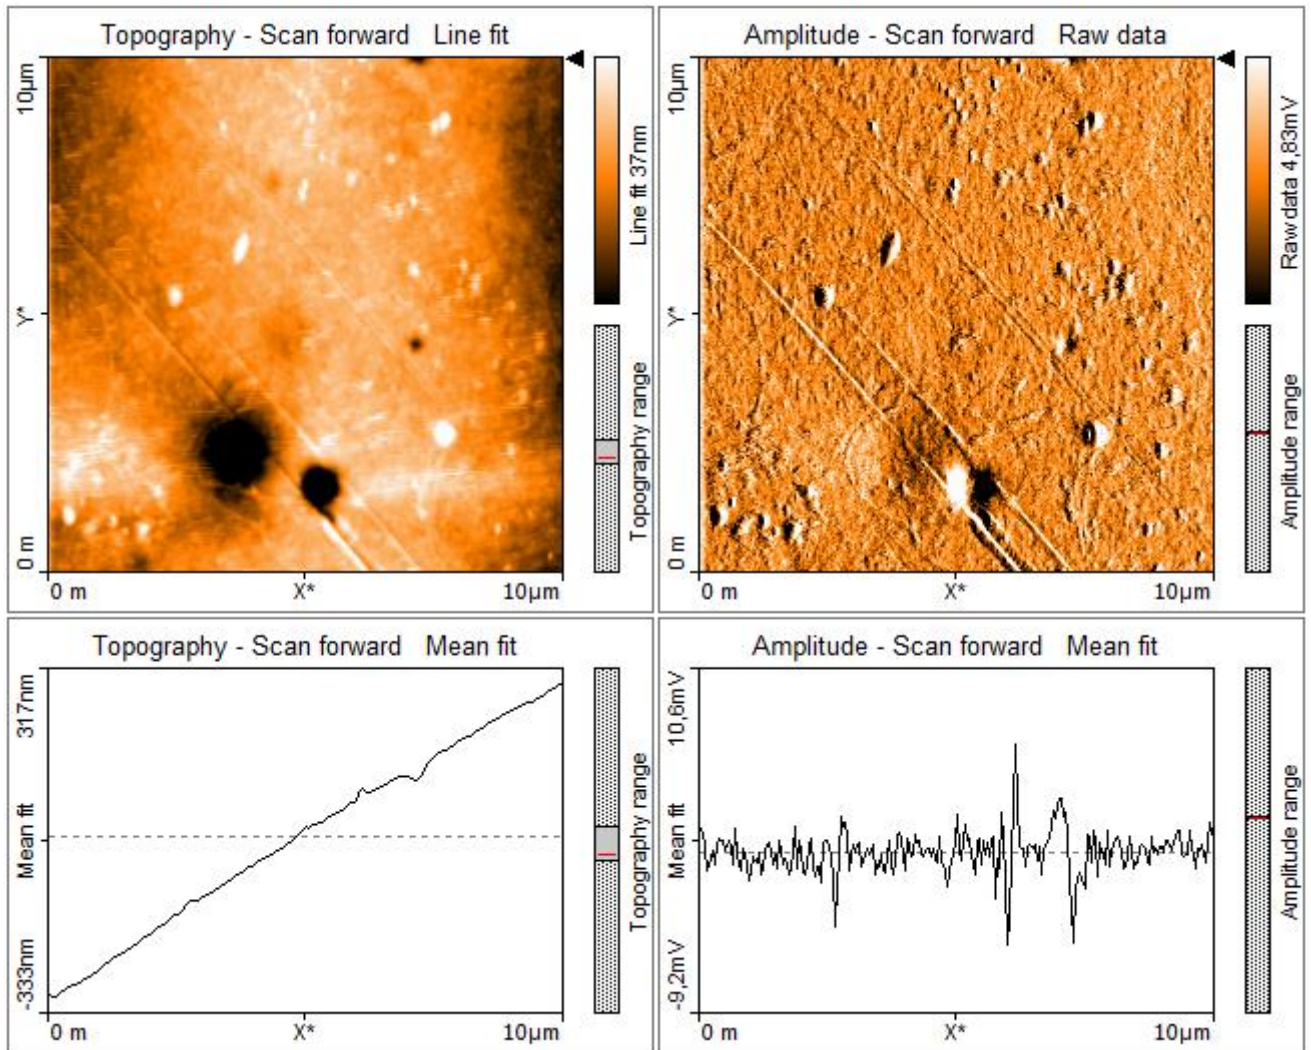 Topography - Scan forward Line fit
10µm
Y*
0 m
0 m
X*
10µm
Line fit 37nm
Topography range
Amplitude - Scan forward Raw data
10µm
Y*
0 m
0 m
X*
10µm
Raw data 4,83mV
Amplitude range
Topography - Scan forward Mean fit
317nm
Mean fit
-333nm
0 m
X*
10µm
Topography range
Amplitude - Scan forward Mean fit
10,6mV
Mean fit
-9,2mV
0 m
X*
10µm
Amplitude range